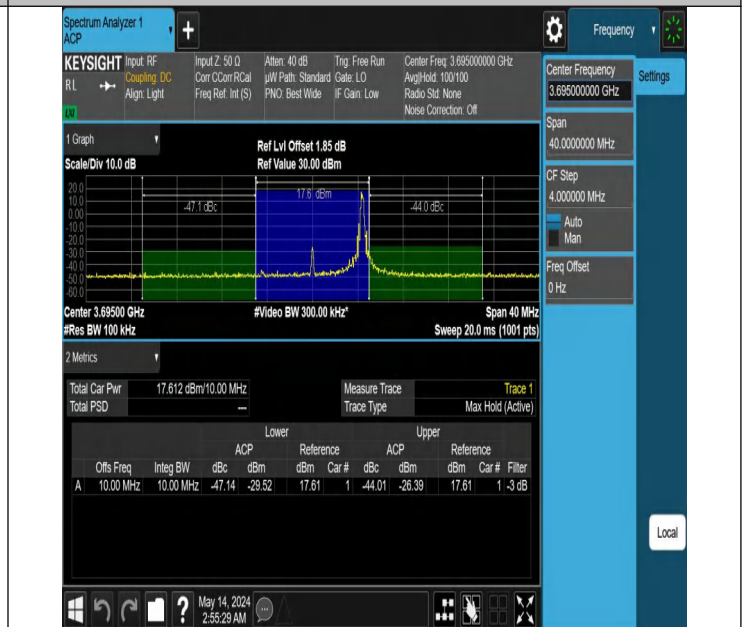 Spectrum Analyzer 1
ACP
+
Frequency
KEYSIGHT Input: RF Input Z: 50 Ω Atten: 40 dB Trig: Free Run Center Freq: 3.695000000 GHz
RL Coupling: DC Corr CCorr RCal µW Path: Standard Gate: LO Avg|Hold: 100/100
Align: Light Freq Ref: Int (S) PNO: Best Wide IF Gain: Low Radio Std: None
Noise Correction: Off
1 Graph
Ref Lvl Offset 1.85 dB
Scale/Div 10.0 dB Ref Value 30.00 dBm
20.0
10.0
0.00
-10.0
-20.0
-30.0
-40.0
-50.0
-60.0
-47.1 dBc
17.6 dBm
-44.0 dBc
Center 3.69500 GHz #Video BW 300.00 kHz* Span 40 MHz
#Res BW 100 kHz Sweep 20.0 ms (1001 pts)
2 Metrics
Total Car Pwr 17.612 dBm/10.00 MHz Measure Trace Trace 1
Total PSD --- Trace Type Max Hold (Active)
Lower Upper
ACP Reference ACP Reference
Offs Freq Integ BW dBc dBm dBm Car # dBc dBm dBm Car # Filter
A 10.00 MHz 10.00 MHz -47.14 -29.52 17.61 1 -44.01 -26.39 17.61 1 -3 dB
Center Frequency
3.695000000 GHz
Settings
Span
40.0000000 MHz
CF Step
4.000000 MHz
Auto
Man
Freq Offset
0 Hz
Local
?
May 14, 2024
2:55:29 AM